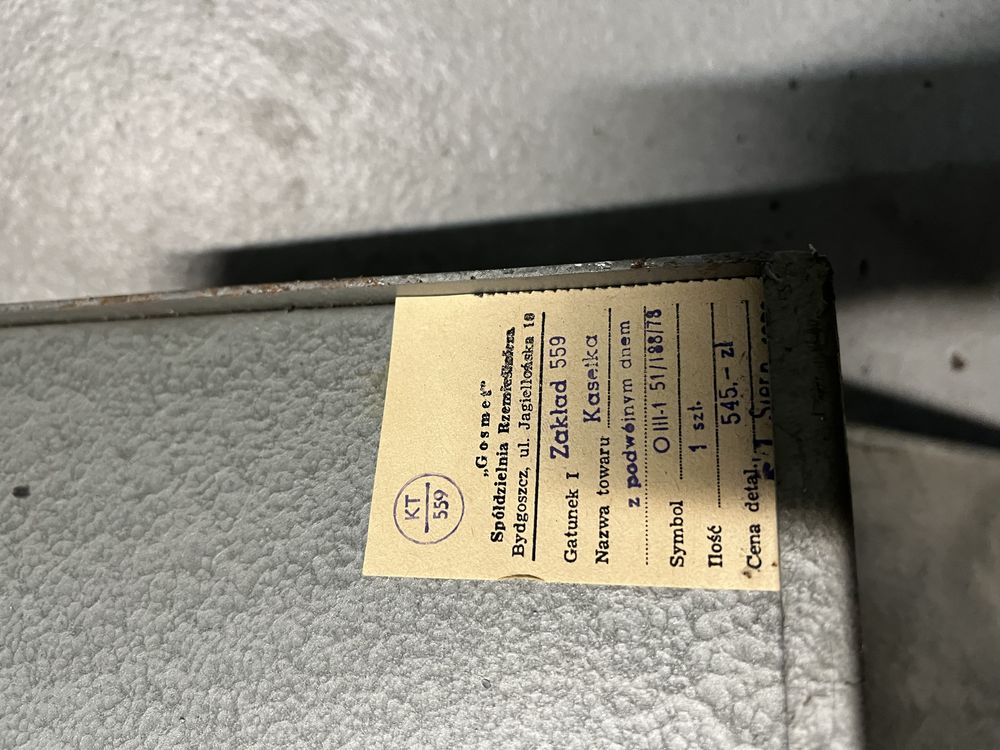 KT
559
„Gosmet”
Spółdzielnia Rzemieślnicza
Bydgoszcz, ul. Jagiellońska 18
Gatunek I Zakład 559
Nazwa towaru Kasetka
z podwójnym dnem
Symbol O III-1 51/188/78
Ilość 1 szt.
Cena detal. 545,- zł